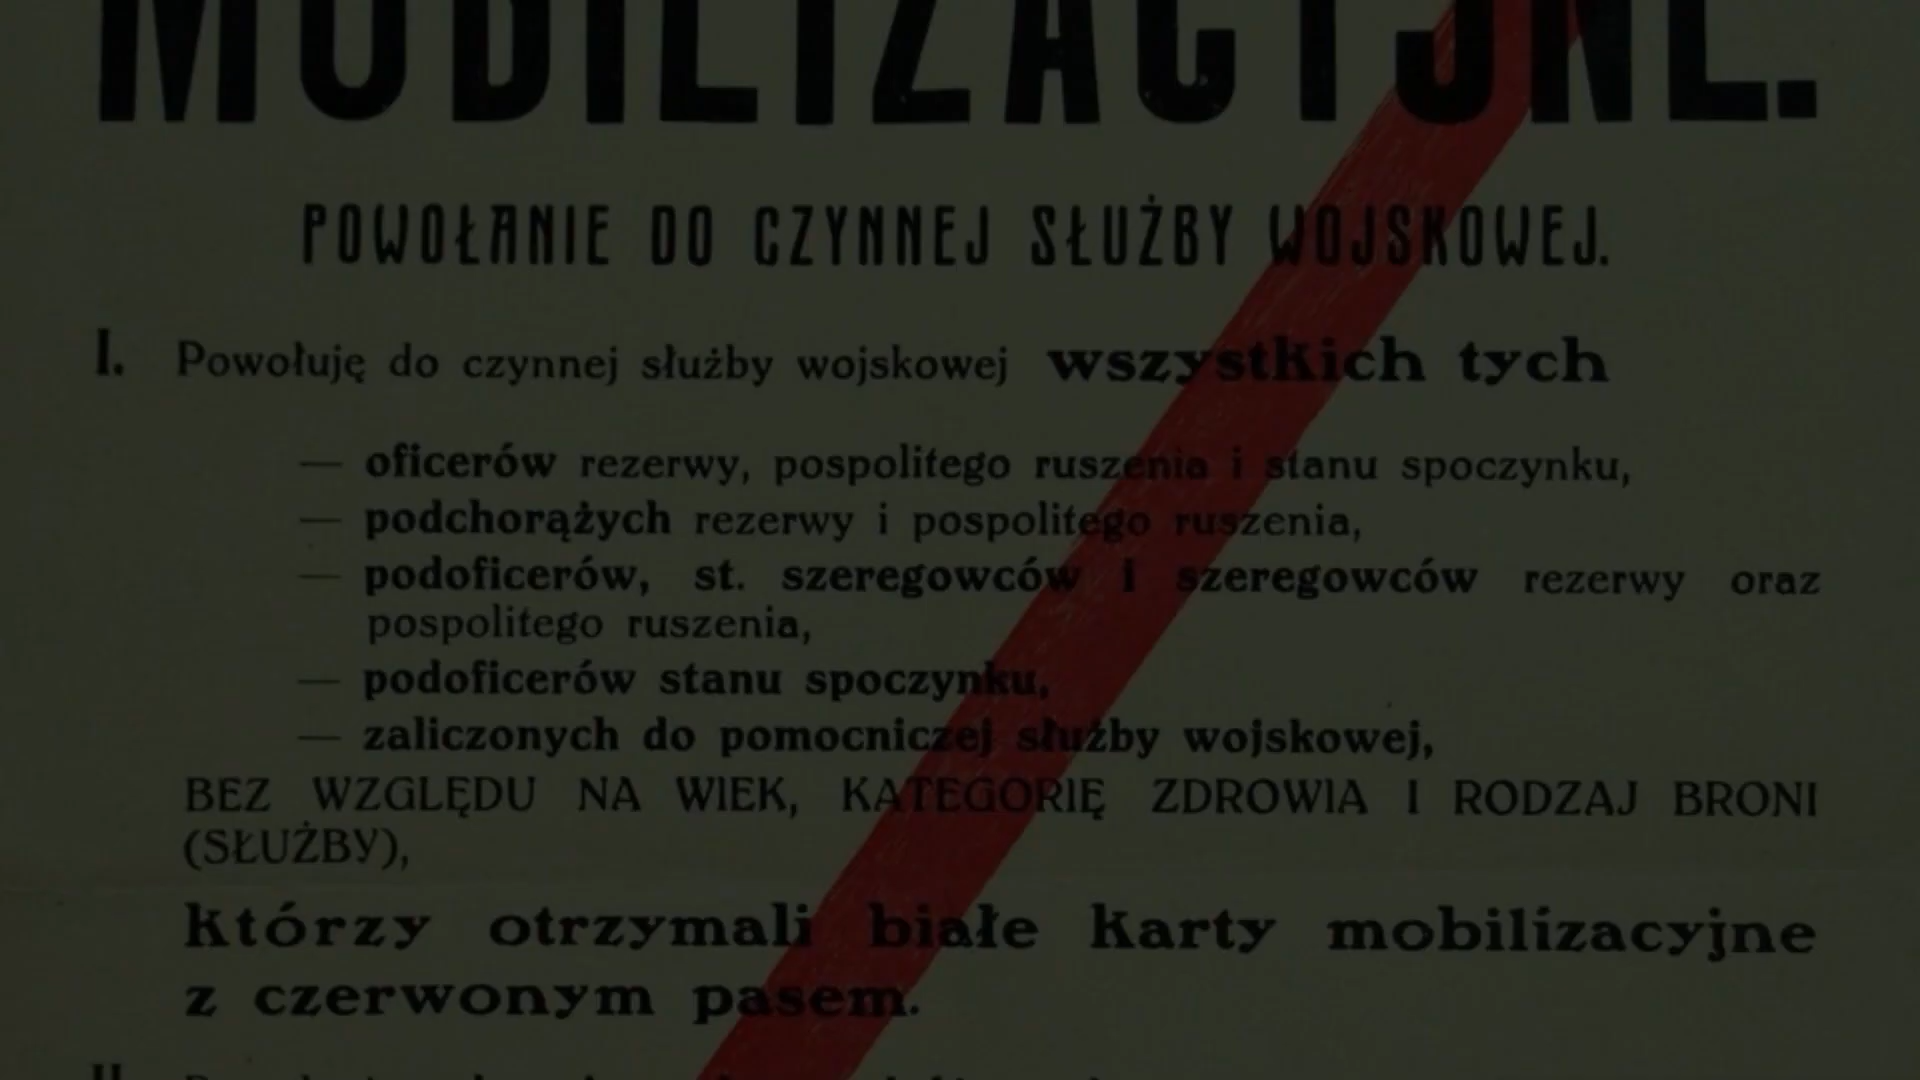 MOBILIZACYJNE.
POWOŁANIE DO CZYNNEJ SŁUŻBY WOJSKOWEJ.
I. Powołuję do czynnej służby wojskowej wszystkich tych
— oficerów rezerwy, pospolitego ruszenia i stanu spoczynku,
— podchorążych rezerwy i pospolitego ruszenia,
— podoficerów, st. szeregowców i szeregowców rezerwy oraz
pospolitego ruszenia,
— podoficerów stanu spoczynku,
— zaliczonych do pomocniczej służby wojskowej,
BEZ WZGLĘDU NA WIEK, KATEGORIĘ ZDROWIA I RODZAJ BRONI
(SŁUŻBY),
którzy otrzymali białe karty mobilizacyjne
z czerwonym pasem.
II.